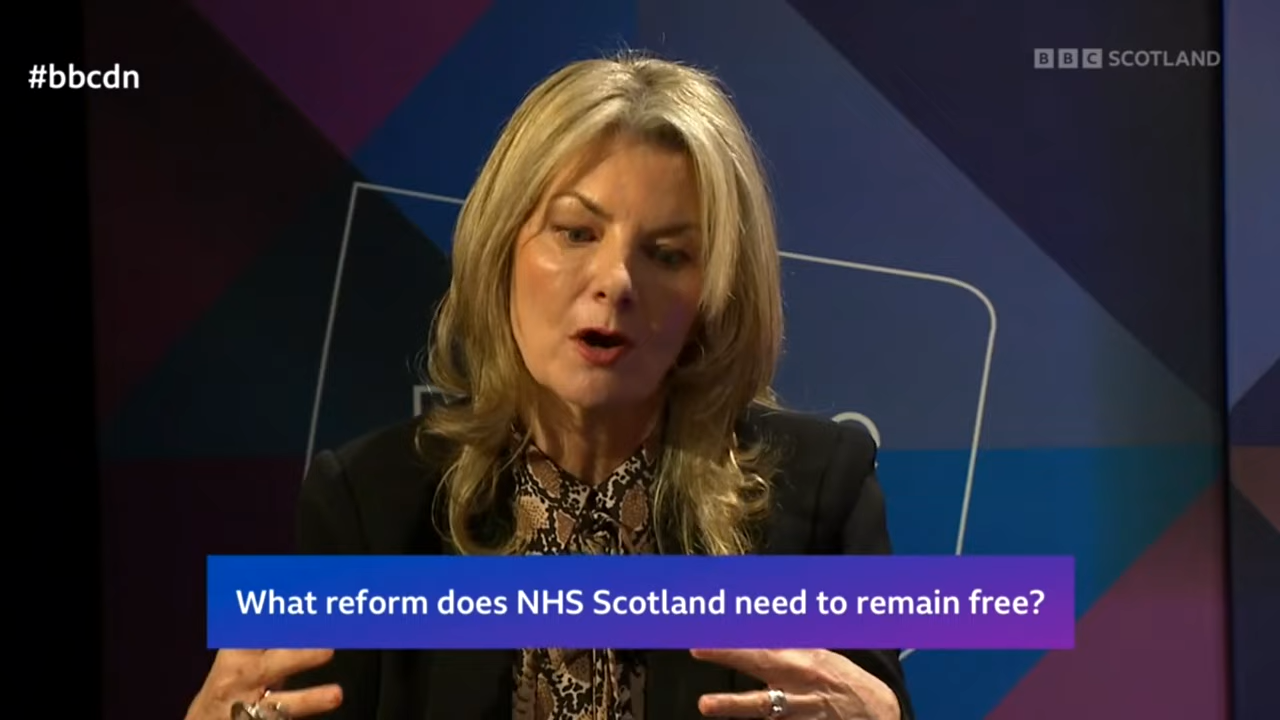 #bbcdn
BBC SCOTLAND
What reform does NHS Scotland need to remain free?